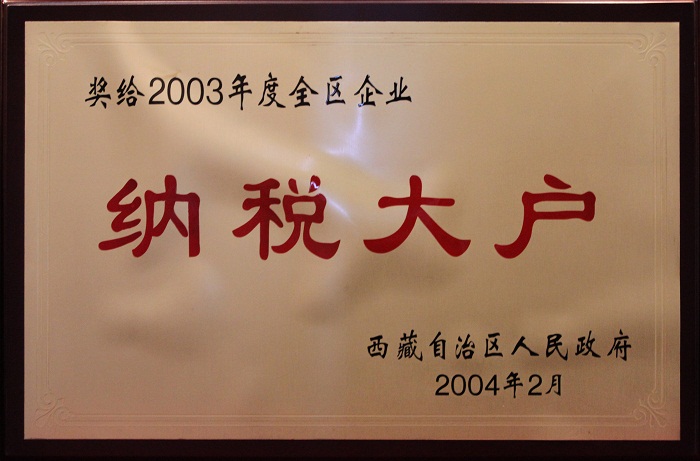 奖给2003年度全区企业
纳税大户
西藏自治区人民政府
2004年2月